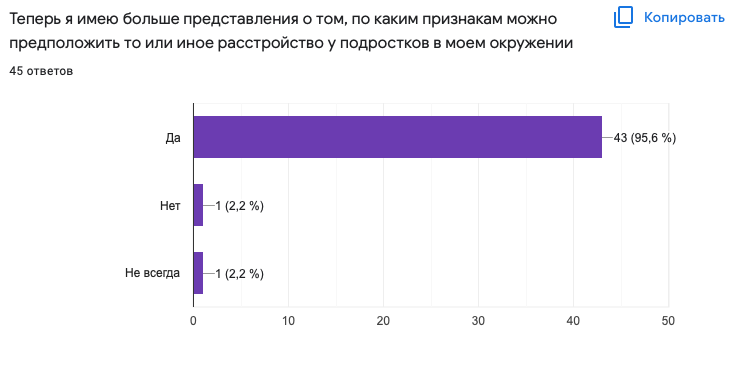 Теперь я имею больше представления о том, по каким признакам можно
предположить то или иное расстройство у подростков в моем окружении
Копировать
45 ответов
Да
43 (95,6 %)
Нет
1 (2,2 %)
Не всегда
1 (2,2 %)
0 10 20 30 40 50